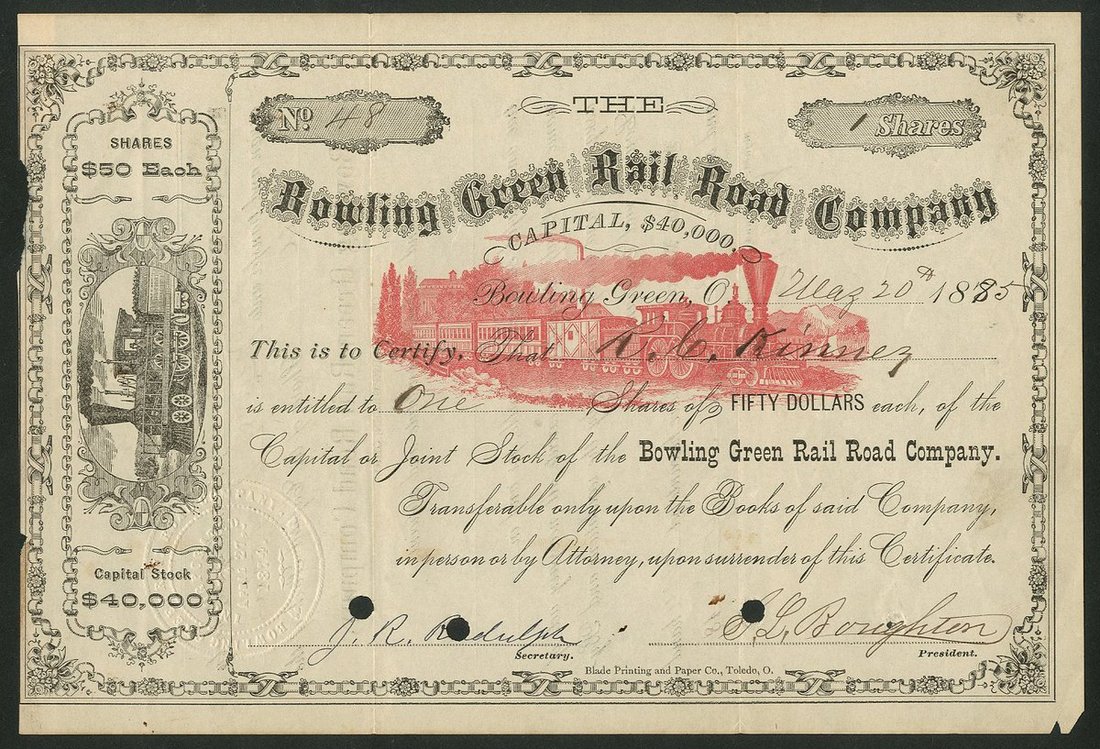 SHARES
$50 Each
Capital Stock
$40,000
No. 48
THE
1 Shares
Bowling Green Rail Road Company
CAPITAL, $40,000.
Bowling Green, O. May 20th 1885
This is to Certify, That R. C. Kinney
is entitled to One Shares of FIFTY DOLLARS each, of the
Capital or Joint Stock of the Bowling Green Rail Road Company.
Transferable only upon the Books of said Company,
in person or by Attorney, upon surrender of this Certificate.
J. R. Rudulph
Secretary.
S. L. Boughton
President.
Blade Printing and Paper Co., Toledo, O.